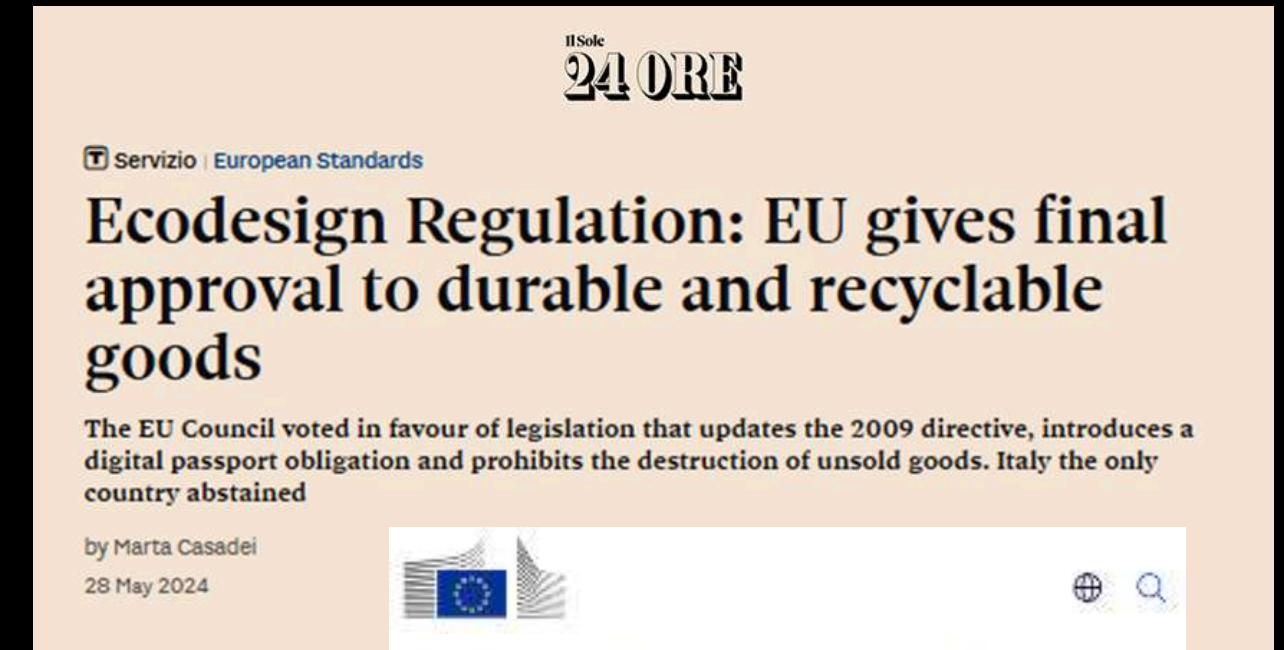 Il Sole
24 ORE
T Servizio | European Standards
Ecodesign Regulation: EU gives final
approval to durable and recyclable
goods
The EU Council voted in favour of legislation that updates the 2009 directive, introduces a
digital passport obligation and prohibits the destruction of unsold goods. Italy the only
country abstained
by Marta Casadei
28 May 2024